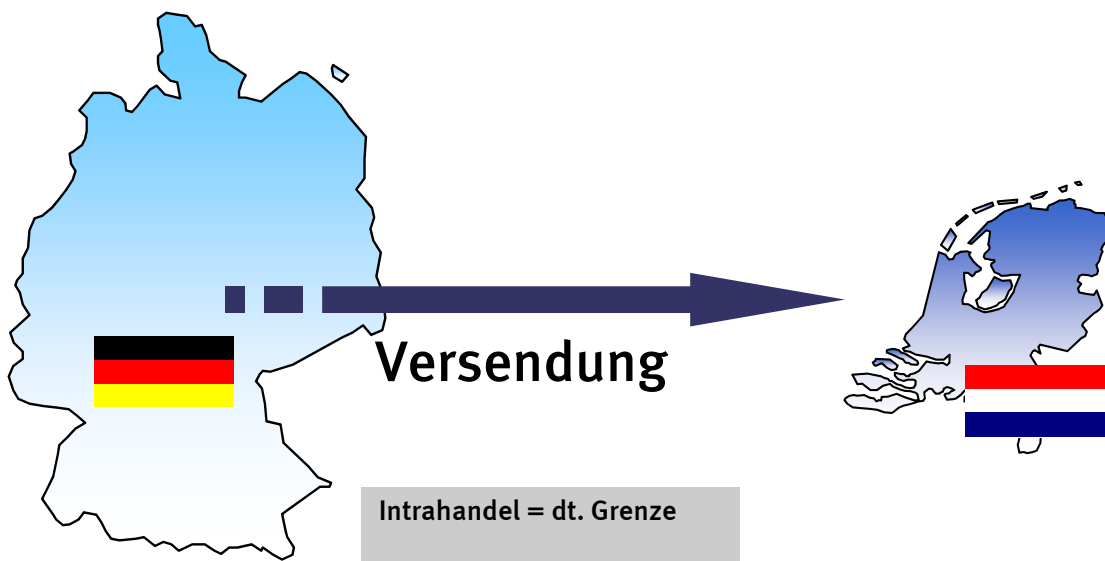 Versendung
Intrahandel = dt. Grenze